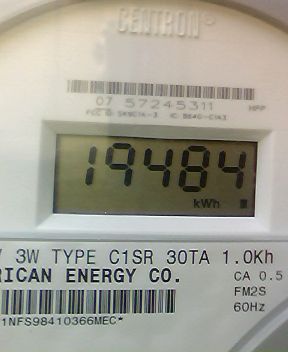 CENTRON®
07 57245311
19484
kWh
3W TYPE C1SR 30TA 1.0Kh
RICAN ENERGY CO.
CA 0.5
FM2S
60Hz
1NFS98410366MEC*